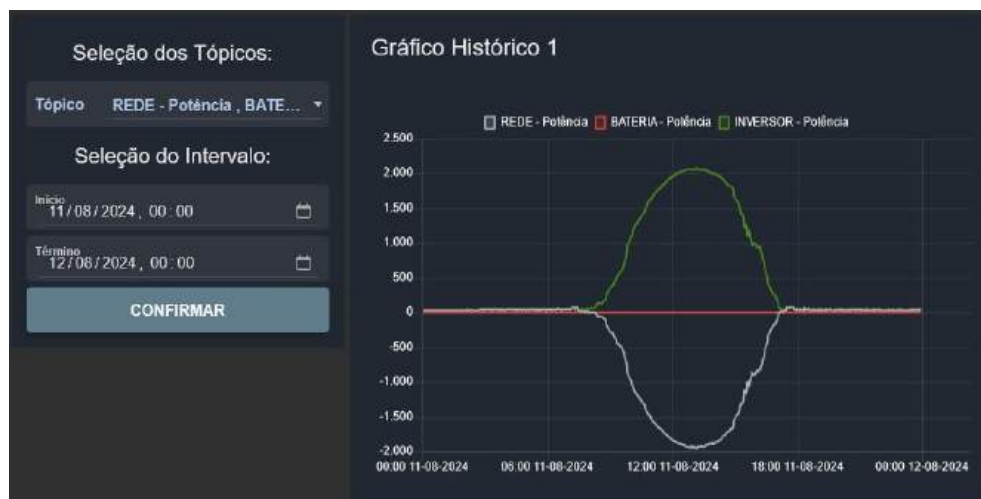 Seleção dos Tópicos:
Tópico REDE - Potência , BATE...
Seleção do Intervalo:
Início
11/08/2024, 00:00
Término
12/08/2024, 00:00
CONFIRMAR
Gráfico Histórico 1
REDE - Potência BATERIA - Potência INVERSOR - Potência
2.500
2.000
1.500
1.000
500
0
-500
-1.000
-1.500
-2.000
00:00 11-08-2024 06:00 11-08-2024 12:00 11-08-2024 18:00 11-08-2024 00:00 12-08-2024